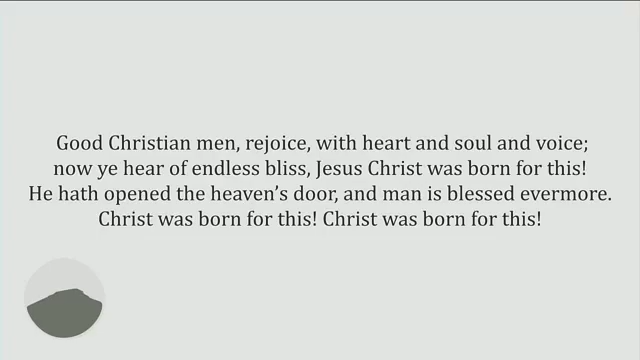 Good Christian men, rejoice, with heart and soul and voice;
now ye hear of endless bliss, Jesus Christ was born for this!
He hath opened the heaven’s door, and man is blessed evermore.
Christ was born for this! Christ was born for this!